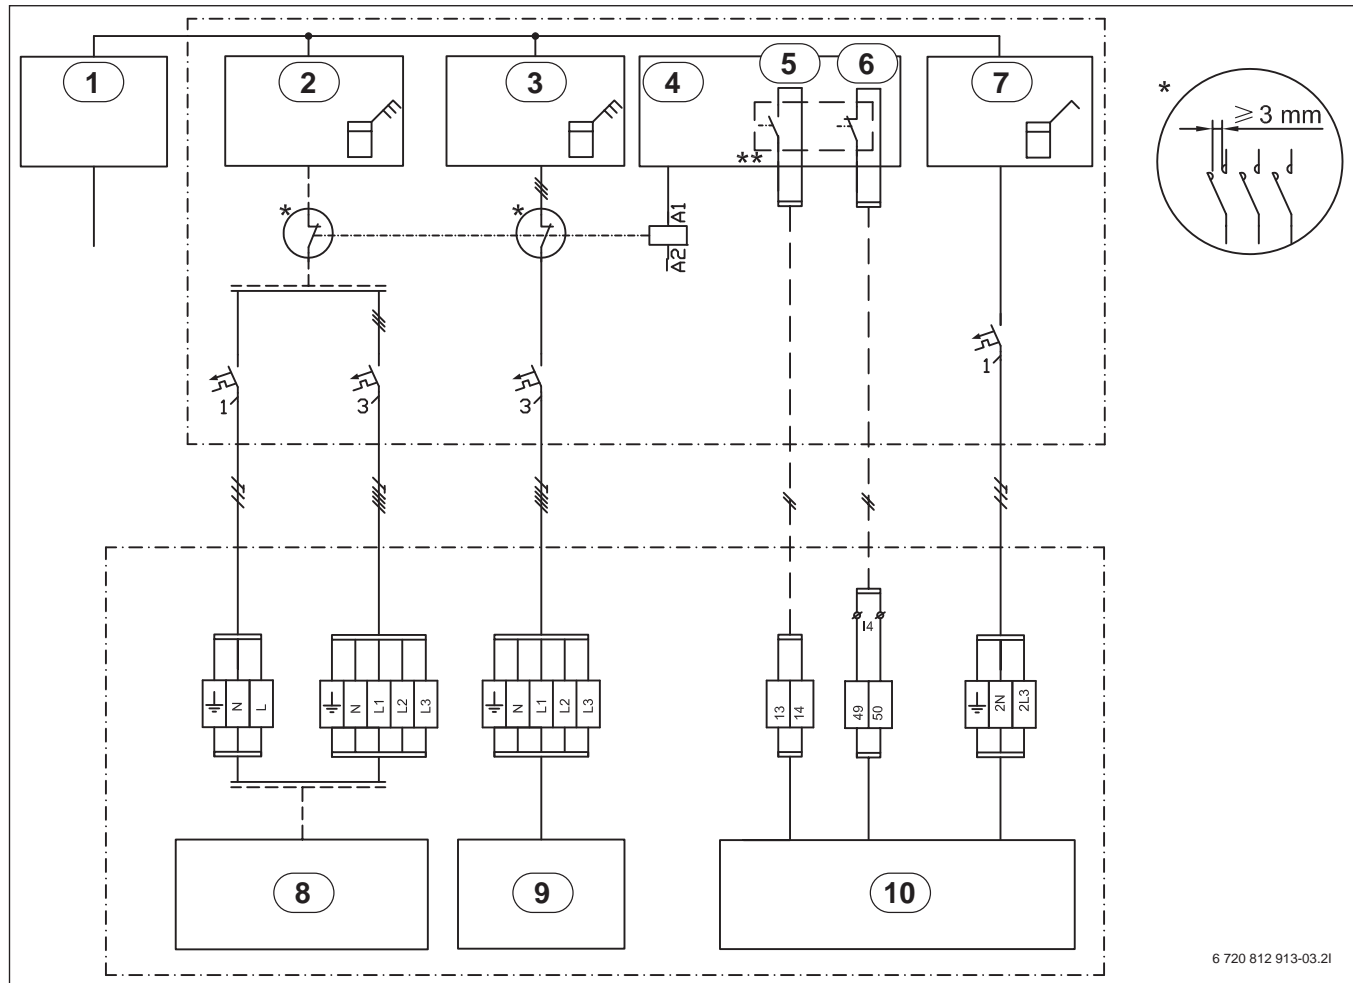 1 2 3 4 5 6 7
*
≥ 3 mm
**
* * A1
A2
1 3 3 1
I4
N L N L1 L2 L3 N L1 L2 L3 13 14 49 50 2N 2L3
8 9 10
6 720 812 913-03.2I